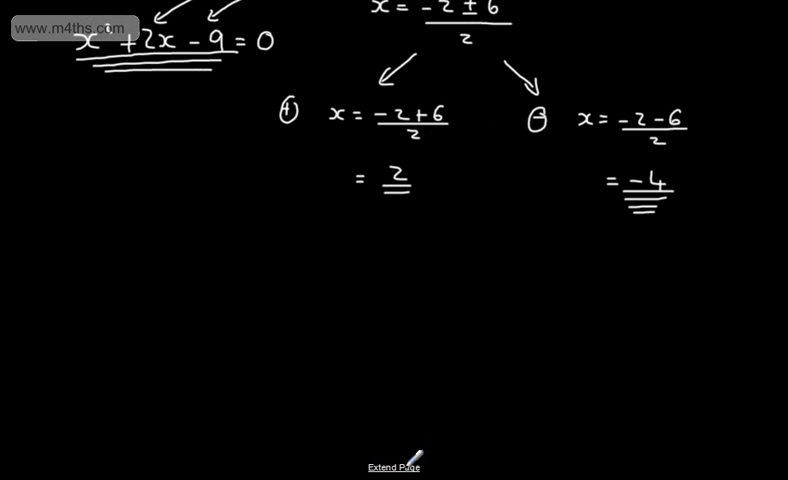 www.m4ths.com
x² + 2x - 9 = 0
x = -2 ± 6 / 2
⊕ x = -2 + 6 / 2
= 2
⊖ x = -2 - 6 / 2
= -4
Extend Page